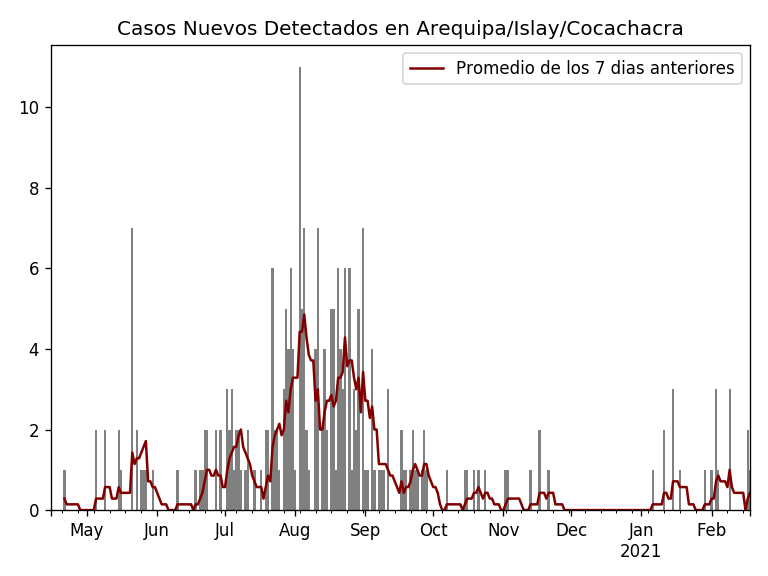 Casos Nuevos Detectados en Arequipa/Islay/Cocachacra
Promedio de los 7 dias anteriores
10
8
6
4
2
0
May Jun Jul Aug Sep Oct Nov Dec Jan Feb
2021